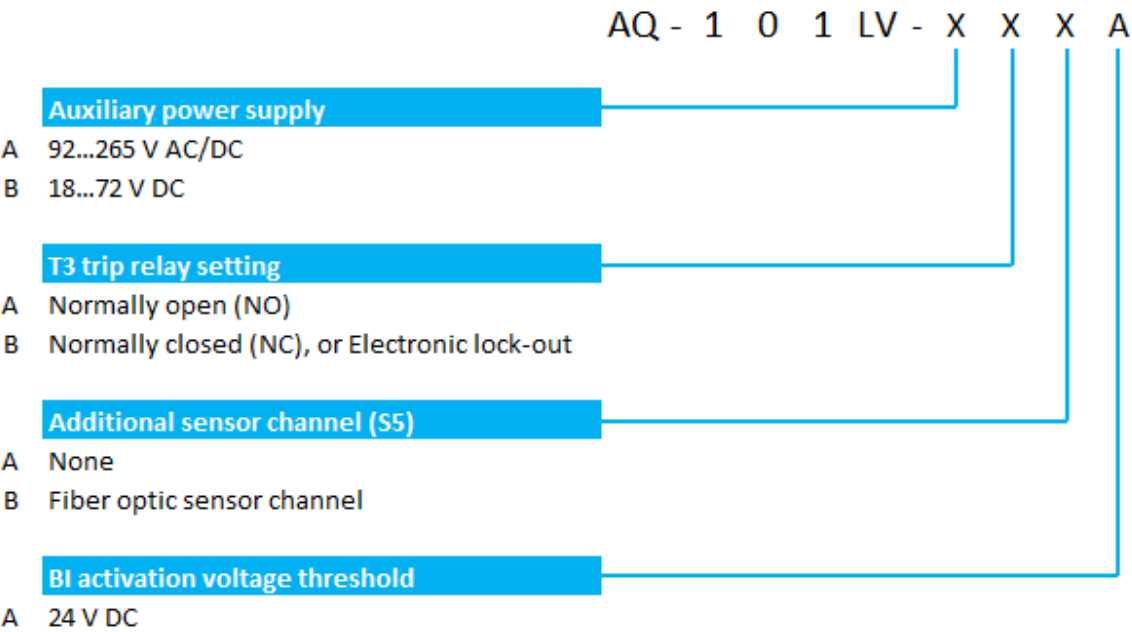 AQ - 1 0 1 LV - X X X A
Auxiliary power supply
A 92...265 V AC/DC
B 18...72 V DC
T3 trip relay setting
A Normally open (NO)
B Normally closed (NC), or Electronic lock-out
Additional sensor channel (S5)
A None
B Fiber optic sensor channel
BI activation voltage threshold
A 24 V DC